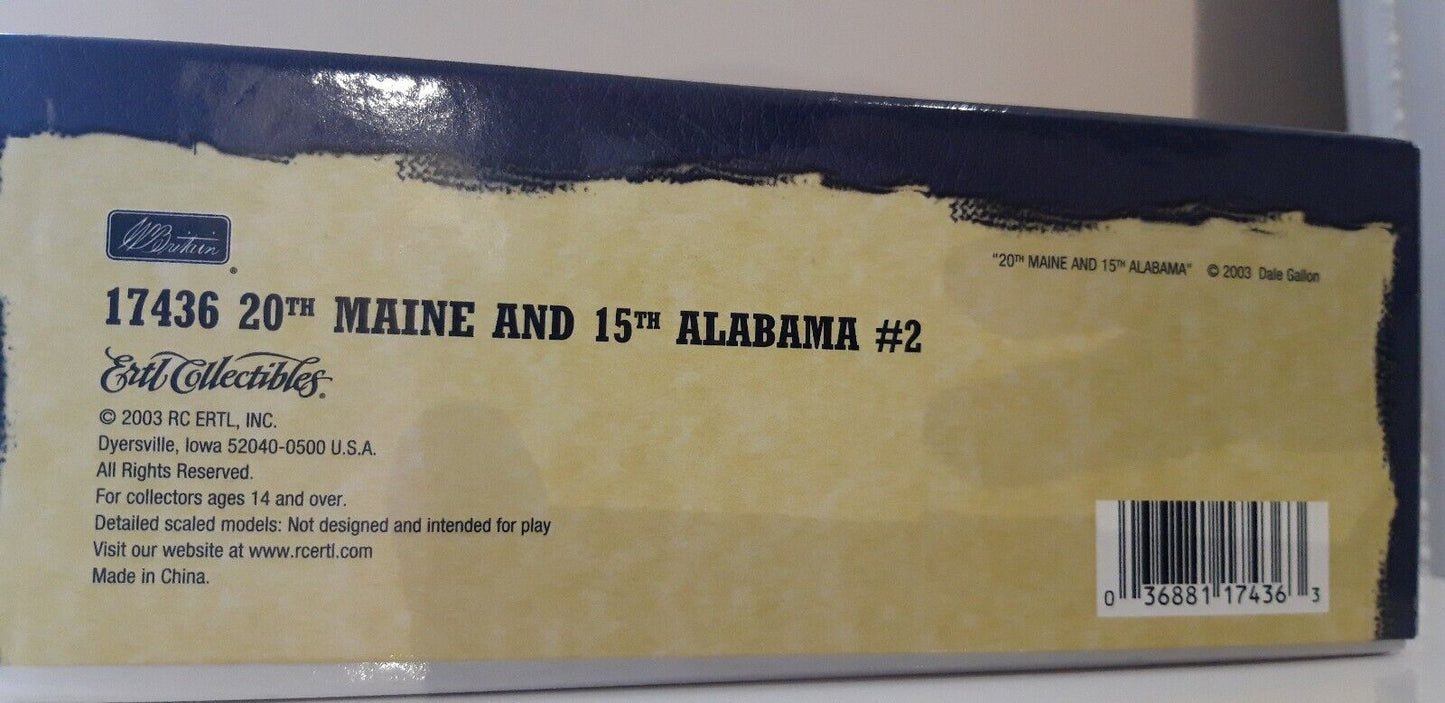 WBritain
®
"20TH MAINE AND 15TH ALABAMA" © 2003 Dale Gallon
17436 20TH MAINE AND 15TH ALABAMA #2
Ertl Collectibles®
© 2003 RC ERTL, INC.
Dyersville, Iowa 52040-0500 U.S.A.
All Rights Reserved.
For collectors ages 14 and over.
Detailed scaled models: Not designed and intended for play
Visit our website at www.rcertl.com
Made in China.
0 36881 17436 3